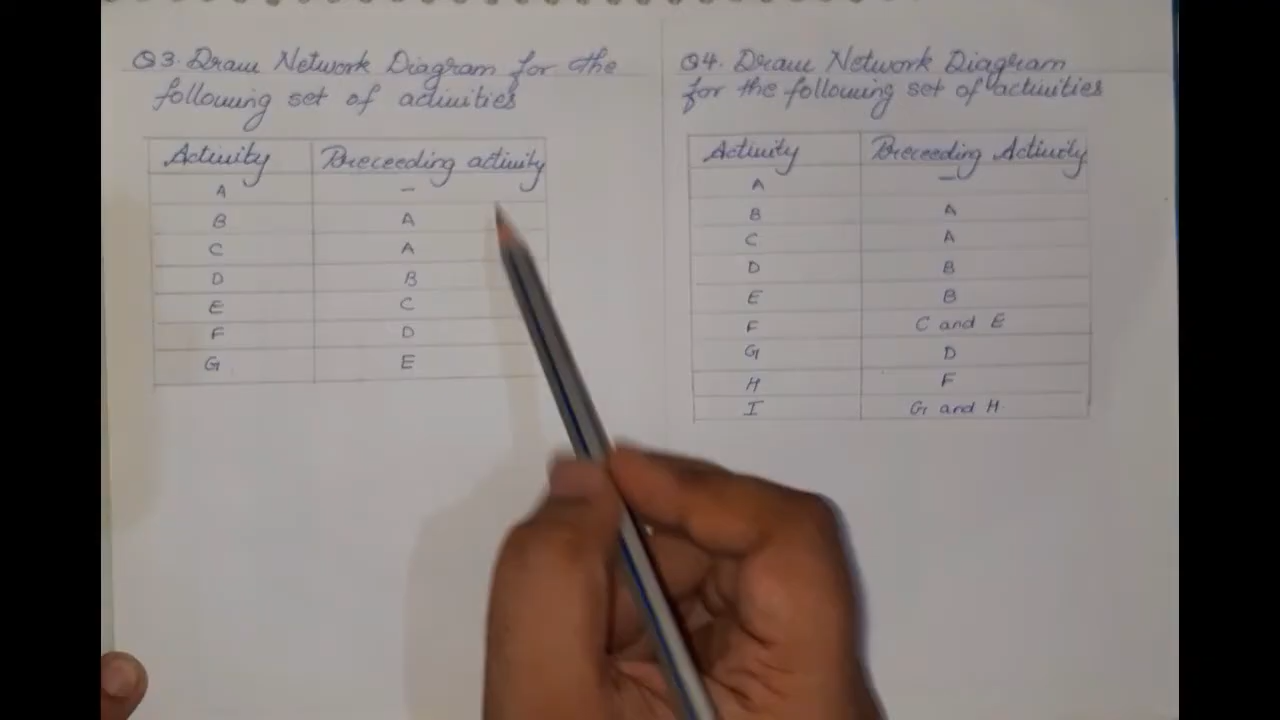 Q3. Draw Network Diagram for the
following set of activities
Activity Preceeding activity
A –
B A
C A
D B
E C
F D
G E
Q4. Draw Network Diagram
for the following set of activities
Activity Preceeding Activity
A –
B A
C A
D B
E B
F C and E
G D
H F
I G and H